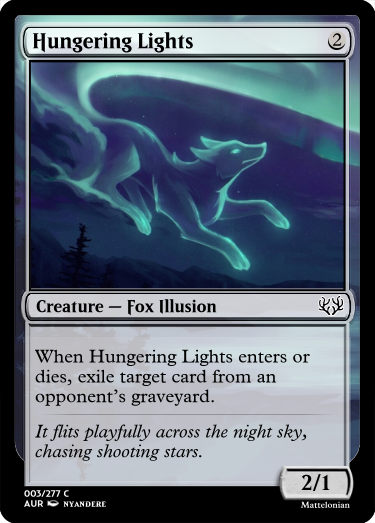 Hungering Lights 2
Creature — Fox Illusion
When Hungering Lights enters or
dies, exile target card from an
opponent's graveyard.
It flits playfully across the night sky,
chasing shooting stars.
2/1
003/277 C
AUR NYANDERE
Mattelonian